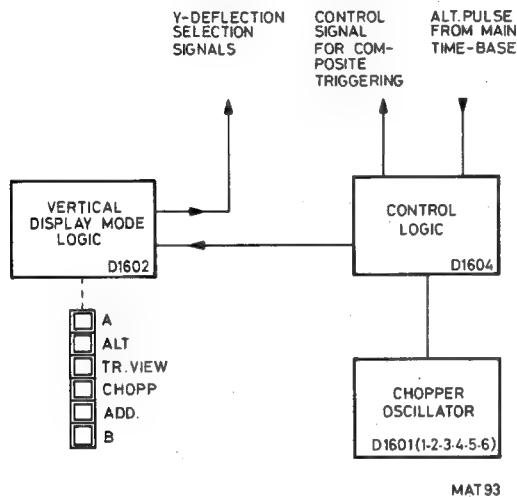 Y-DEFLECTION
SELECTION
SIGNALS
CONTROL
SIGNAL
FOR COM-
POSITE
TRIGGERING
ALT. PULSE
FROM MAIN
TIME-BASE
VERTICAL
DISPLAY MODE
LOGIC
D1602
CONTROL
LOGIC
D1604
A
ALT
TR.VIEW
CHOPP
ADD.
B
CHOPPER
OSCILLATOR
D1601(1-2-3-4-5-6)
MAT93